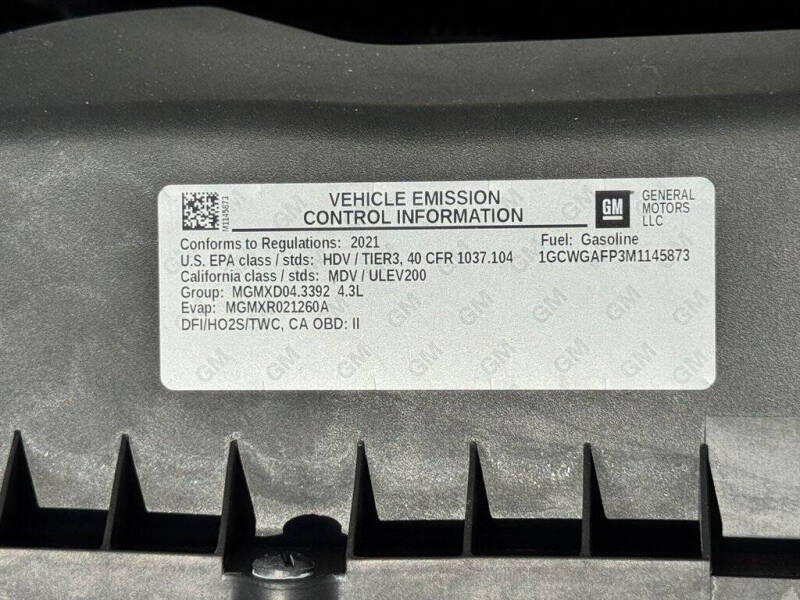 VEHICLE EMISSION
CONTROL INFORMATION
GM
GENERAL
MOTORS
LLC
M1145873
Conforms to Regulations: 2021
Fuel: Gasoline
U.S. EPA class / stds: HDV / TIER3, 40 CFR 1037.104
1GCWGAFP3M1145873
California class / stds: MDV / ULEV200
Group: MGMXD04.3392 4.3L
Evap: MGMXR021260A
DFI/HO2S/TWC, CA OBD: II